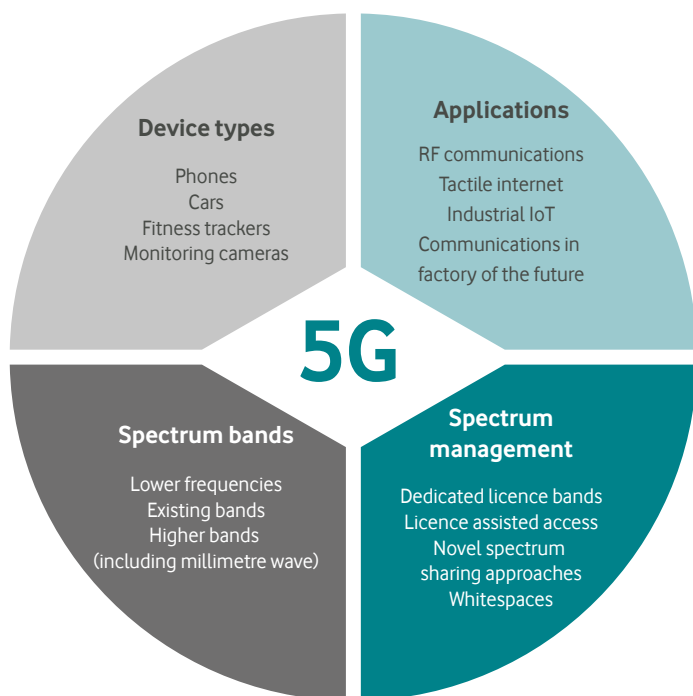 Device types
Phones
Cars
Fitness trackers
Monitoring cameras
Applications
RF communications
Tactile internet
Industrial IoT
Communications in
factory of the future
5G
Spectrum bands
Lower frequencies
Existing bands
Higher bands
(including millimetre wave)
Spectrum
management
Dedicated licence bands
Licence assisted access
Novel spectrum
sharing approaches
Whitespaces